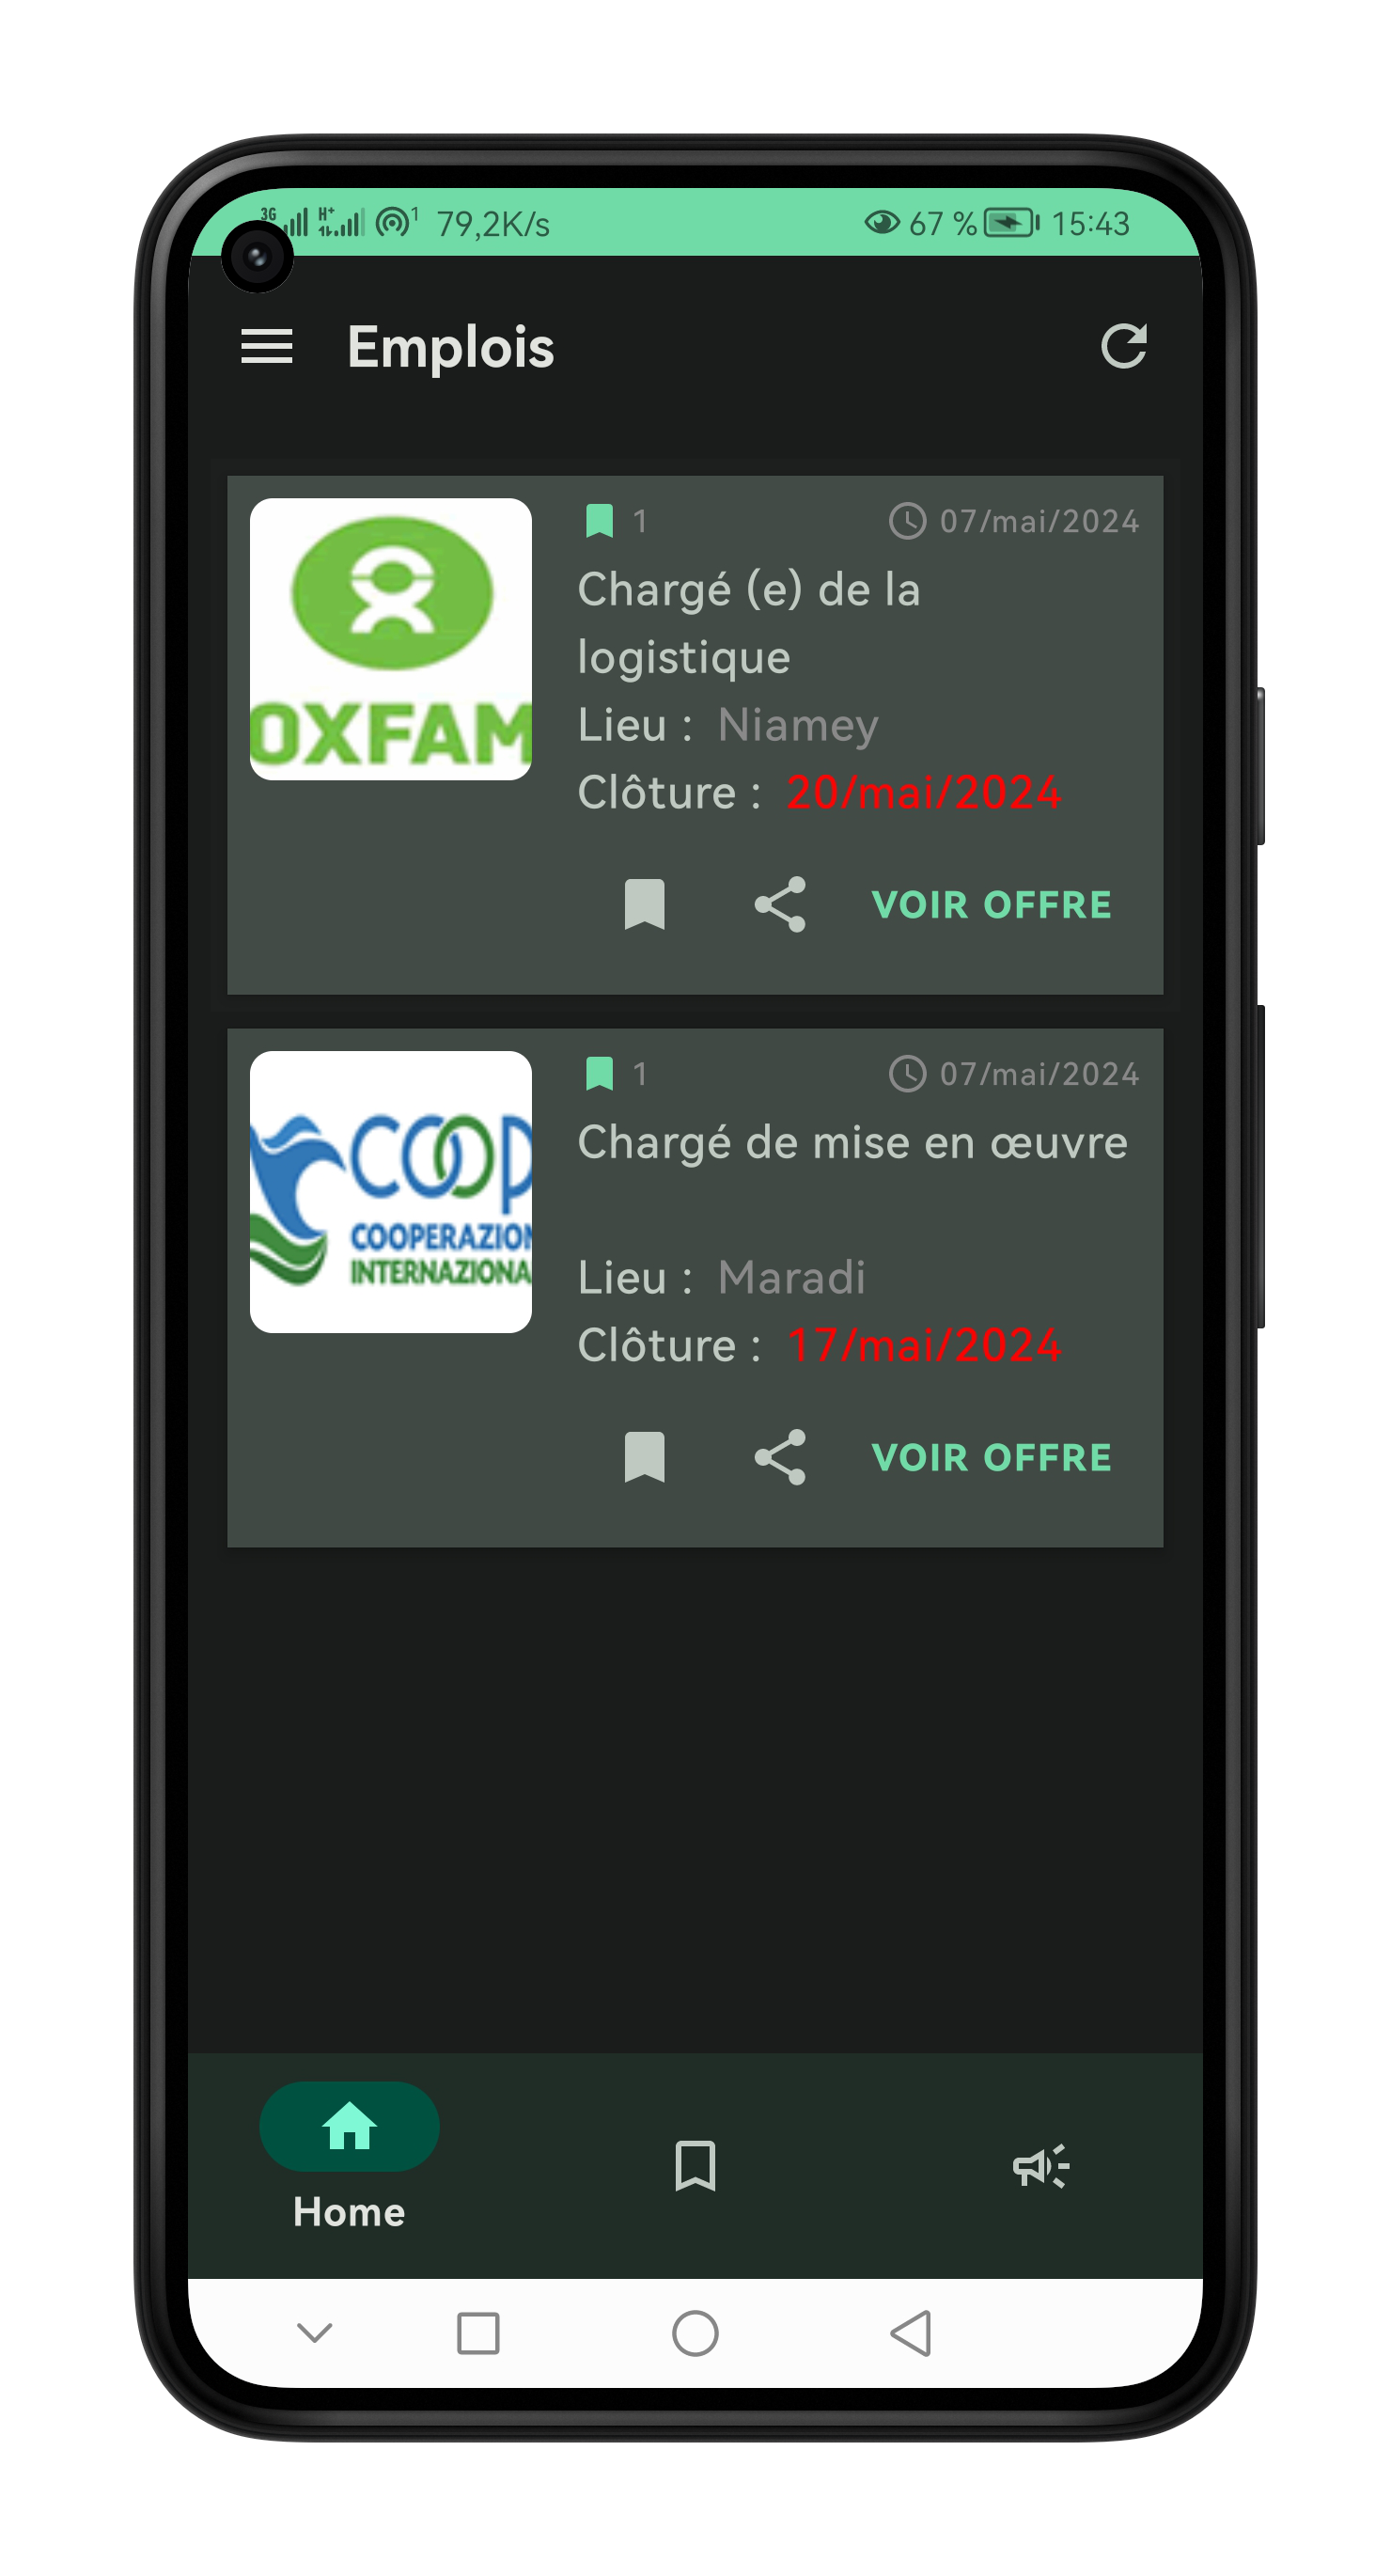 3G H+ 1 79,2K/s 67 % 15:43
Emplois
1 07/mai/2024
OXFAM
Chargé (e) de la
logistique
Lieu : Niamey
Clôture : 20/mai/2024
VOIR OFFRE
1 07/mai/2024
COOP
COOPERAZION
INTERNAZIONA
Chargé de mise en œuvre
Lieu : Maradi
Clôture : 17/mai/2024
VOIR OFFRE
Home